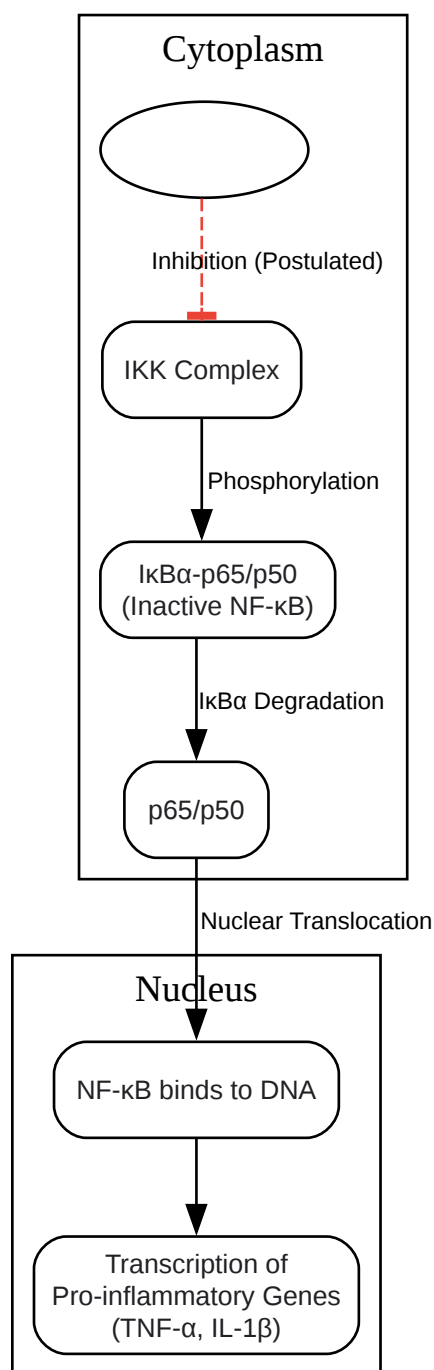 Cytoplasm
Inhibition (Postulated)
IKK Complex
Phosphorylation
IκBα-p65/p50
(Inactive NF-κB)
IκBα Degradation
p65/p50
Nuclear Translocation
Nucleus
NF-κB binds to DNA
Transcription of
Pro-inflammatory Genes
(TNF-α, IL-1β)